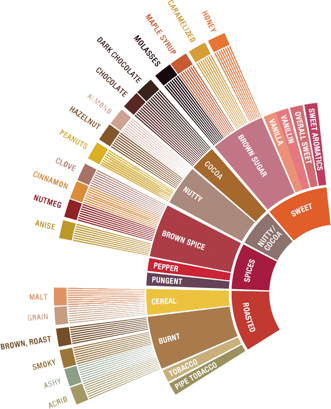 HONEY
CARAMELIZED
MAPLE SYRUP
MOLASSES
DARK CHOCOLATE
CHOCOLATE
ALMOND
HAZELNUT
PEANUTS
CLOVE
CINNAMON
NUTMEG
ANISE
MALT
GRAIN
BROWN, ROAST
SMOKY
ASHY
ACRID
SWEET AROMATICS
OVERALL SWEET
VANILLIN
VANILLA
BROWN SUGAR
COCOA
NUTTY
BROWN SPICE
PEPPER
PUNGENT
CEREAL
BURNT
TOBACCO
PIPE TOBACCO
SWEET
NUTTY/
COCOA
SPICES
ROASTED